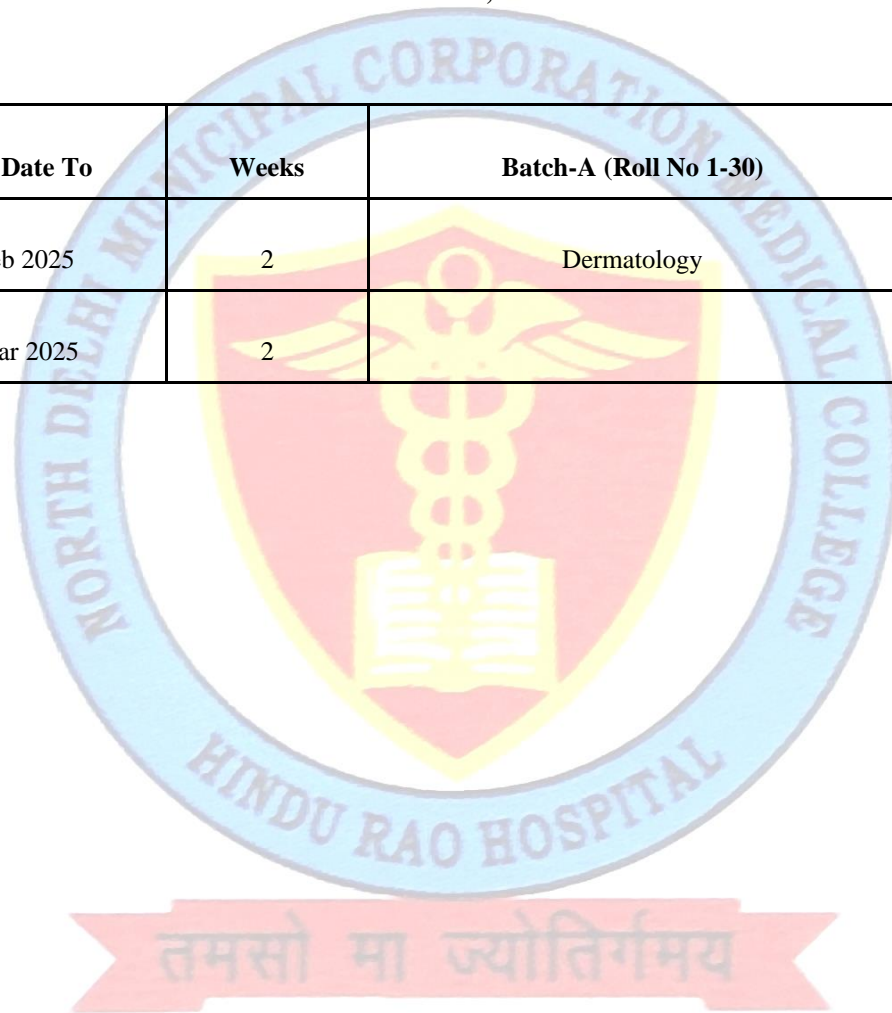 Date To Weeks Batch-A (Roll No 1-30)
2025 2 Dermatology
2025 2
NORTH DELHI MUNICIPAL CORPORATION MEDICAL COLLEGE
HINDU RAO HOSPITAL
तमसो मा ज्योतिर्गमय